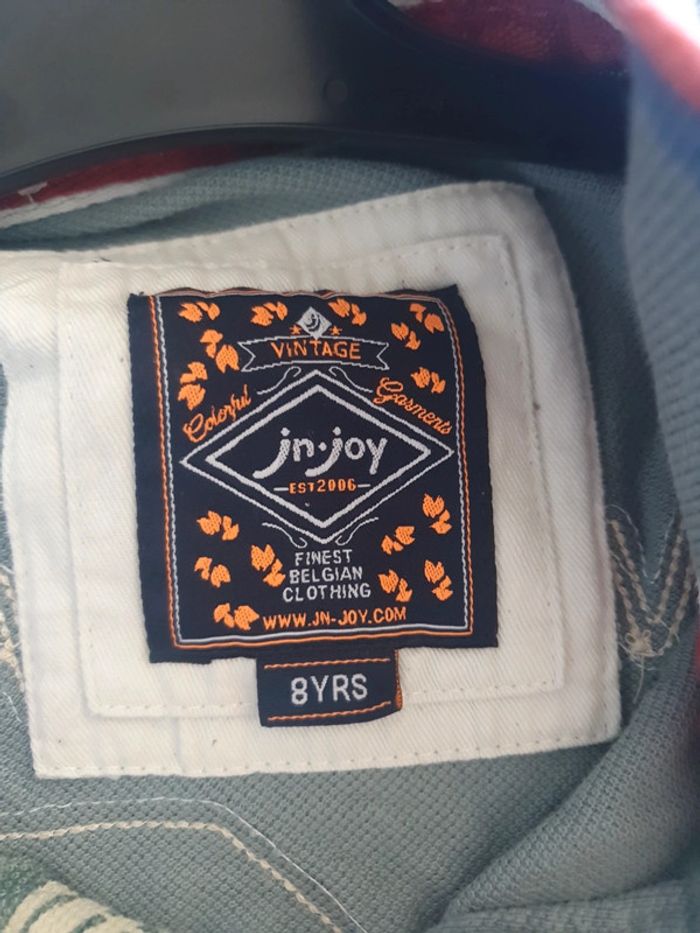 VINTAGE
Colorful Garments
jn·joy
EST2006
FINEST
BELGIAN
CLOTHING
WWW.JN-JOY.COM
8YRS